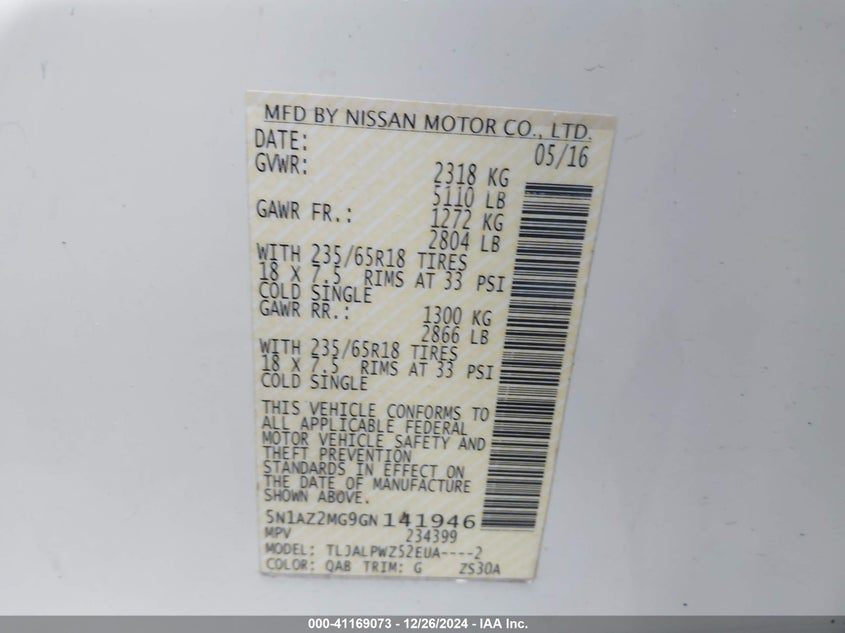 MFD BY NISSAN MOTOR CO., LTD.
DATE: 05/16
GVWR: 2318 KG
5110 LB
GAWR FR.: 1272 KG
2804 LB
WITH 235/65R18 TIRES
18 X 7.5 RIMS AT 33 PSI
COLD SINGLE
GAWR RR.: 1300 KG
2866 LB
WITH 235/65R18 TIRES
18 X 7.5 RIMS AT 33 PSI
COLD SINGLE
THIS VEHICLE CONFORMS TO
ALL APPLICABLE FEDERAL
MOTOR VEHICLE SAFETY AND
THEFT PREVENTION
STANDARDS IN EFFECT ON
THE DATE OF MANUFACTURE
SHOWN ABOVE.
5N1AZ2MG9GN141946
MPV 234399
MODEL: TLJALPWZ52EUA----2
COLOR: QAB TRIM: G ZS30A
000-41169073 - 12/26/2024 - IAA Inc.